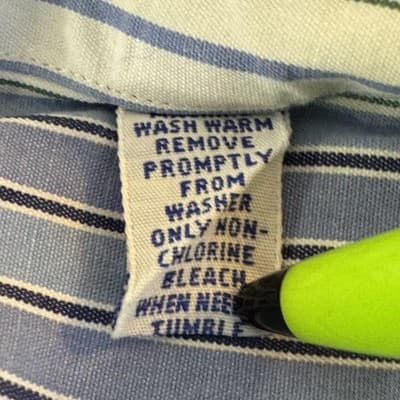 WASH WARM
REMOVE
PROMPTLY
FROM
WASHER
ONLY NON-
CHLORINE
BLEACH
WHEN
TUMBLE